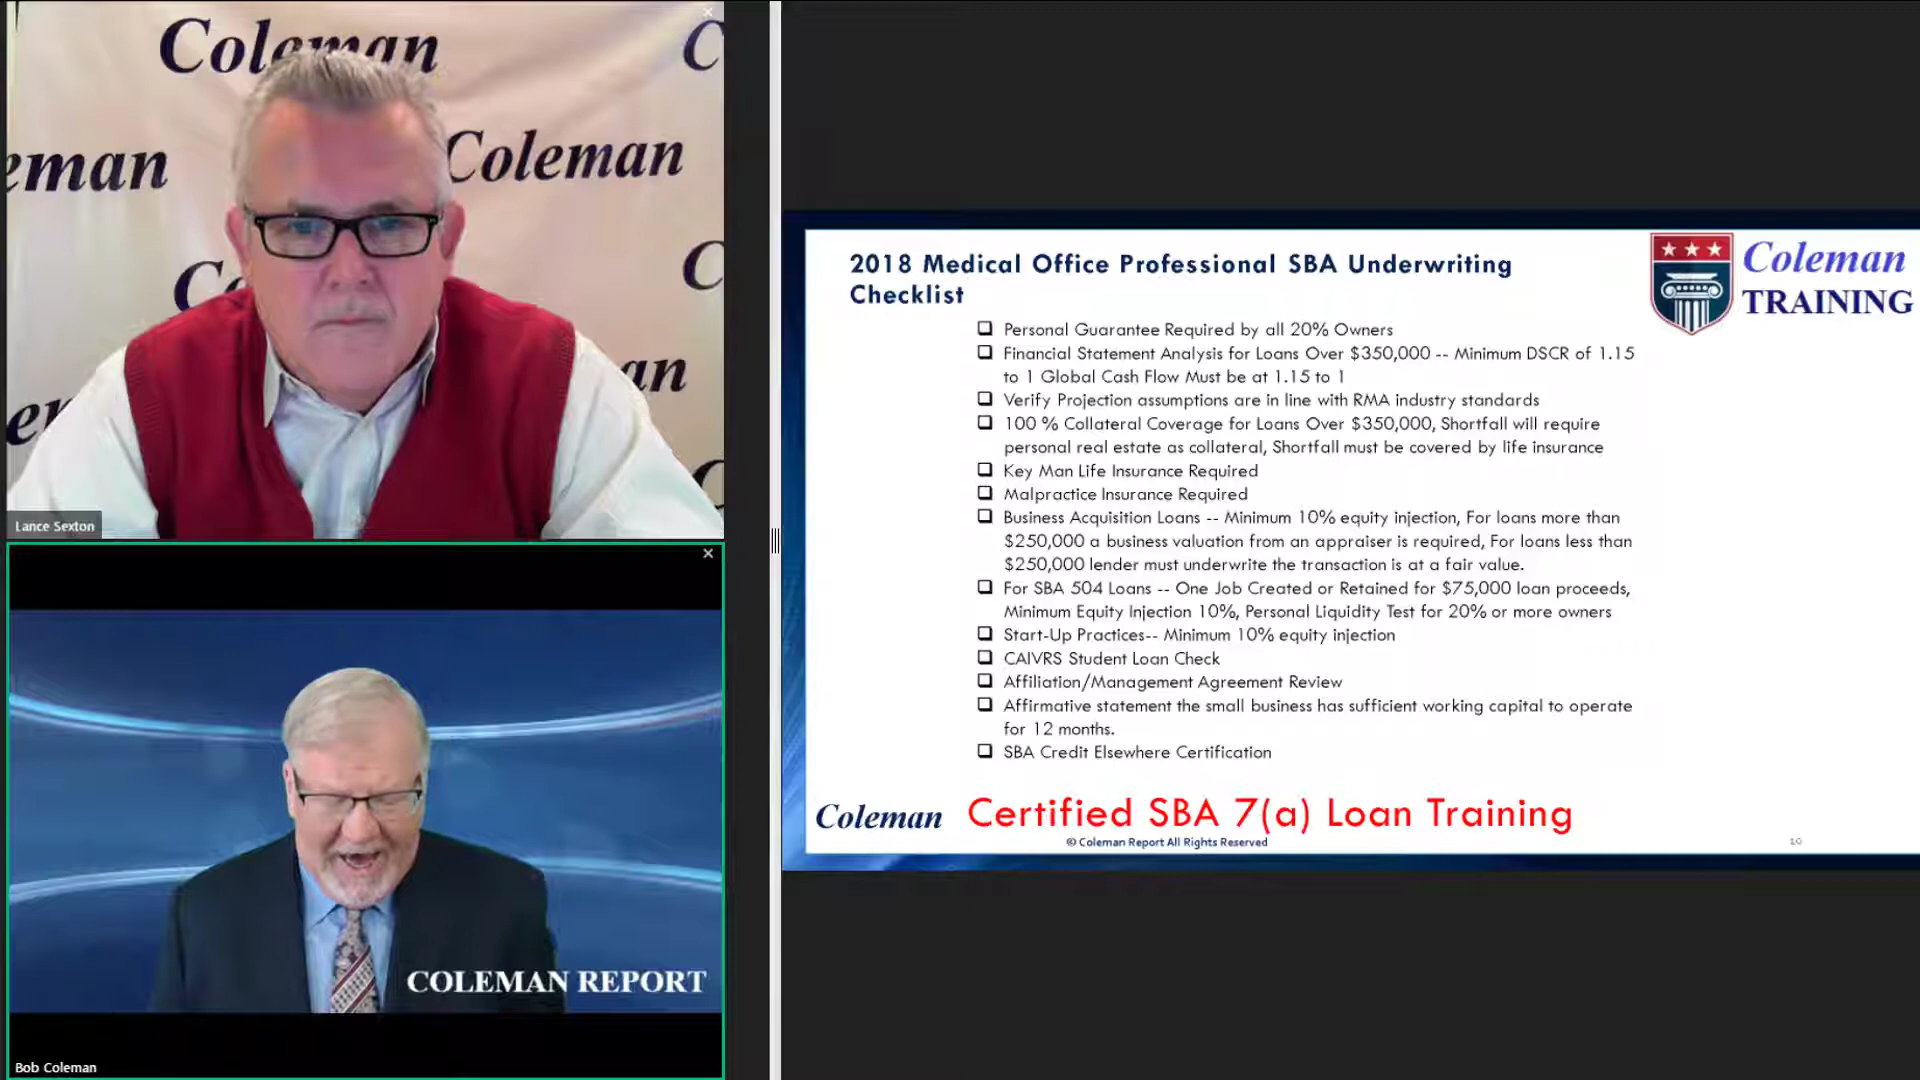 Coleman
C
eman
Coleman
C
C
an
em
C
Lance Sexton
COLEMAN REPORT
Bob Coleman
2018 Medical Office Professional SBA Underwriting
Checklist
Coleman
TRAINING
Personal Guarantee Required by all 20% Owners
Financial Statement Analysis for Loans Over $350,000 -- Minimum DSCR of 1.15
to 1 Global Cash Flow Must be at 1.15 to 1
Verify Projection assumptions are in line with RMA industry standards
100 % Collateral Coverage for Loans Over $350,000, Shortfall will require
personal real estate as collateral, Shortfall must be covered by life insurance
Key Man Life Insurance Required
Malpractice Insurance Required
Business Acquisition Loans -- Minimum 10% equity injection, For loans more than
$250,000 a business valuation from an appraiser is required, For loans less than
$250,000 lender must underwrite the transaction is at a fair value.
For SBA 504 Loans -- One Job Created or Retained for $75,000 loan proceeds,
Minimum Equity Injection 10%, Personal Liquidity Test for 20% or more owners
Start-Up Practices-- Minimum 10% equity injection
CAIVRS Student Loan Check
Affiliation/Management Agreement Review
Affirmative statement the small business has sufficient working capital to operate
for 12 months.
SBA Credit Elsewhere Certification
Coleman Certified SBA 7(a) Loan Training
© Coleman Report All Rights Reserved
10